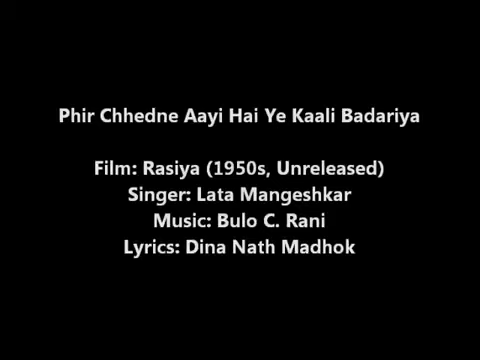 Phir Chhedne Aayi Hai Ye Kaali Badariya
Film: Rasiya (1950s, Unreleased)
Singer: Lata Mangeshkar
Music: Bulo C. Rani
Lyrics: Dina Nath Madhok